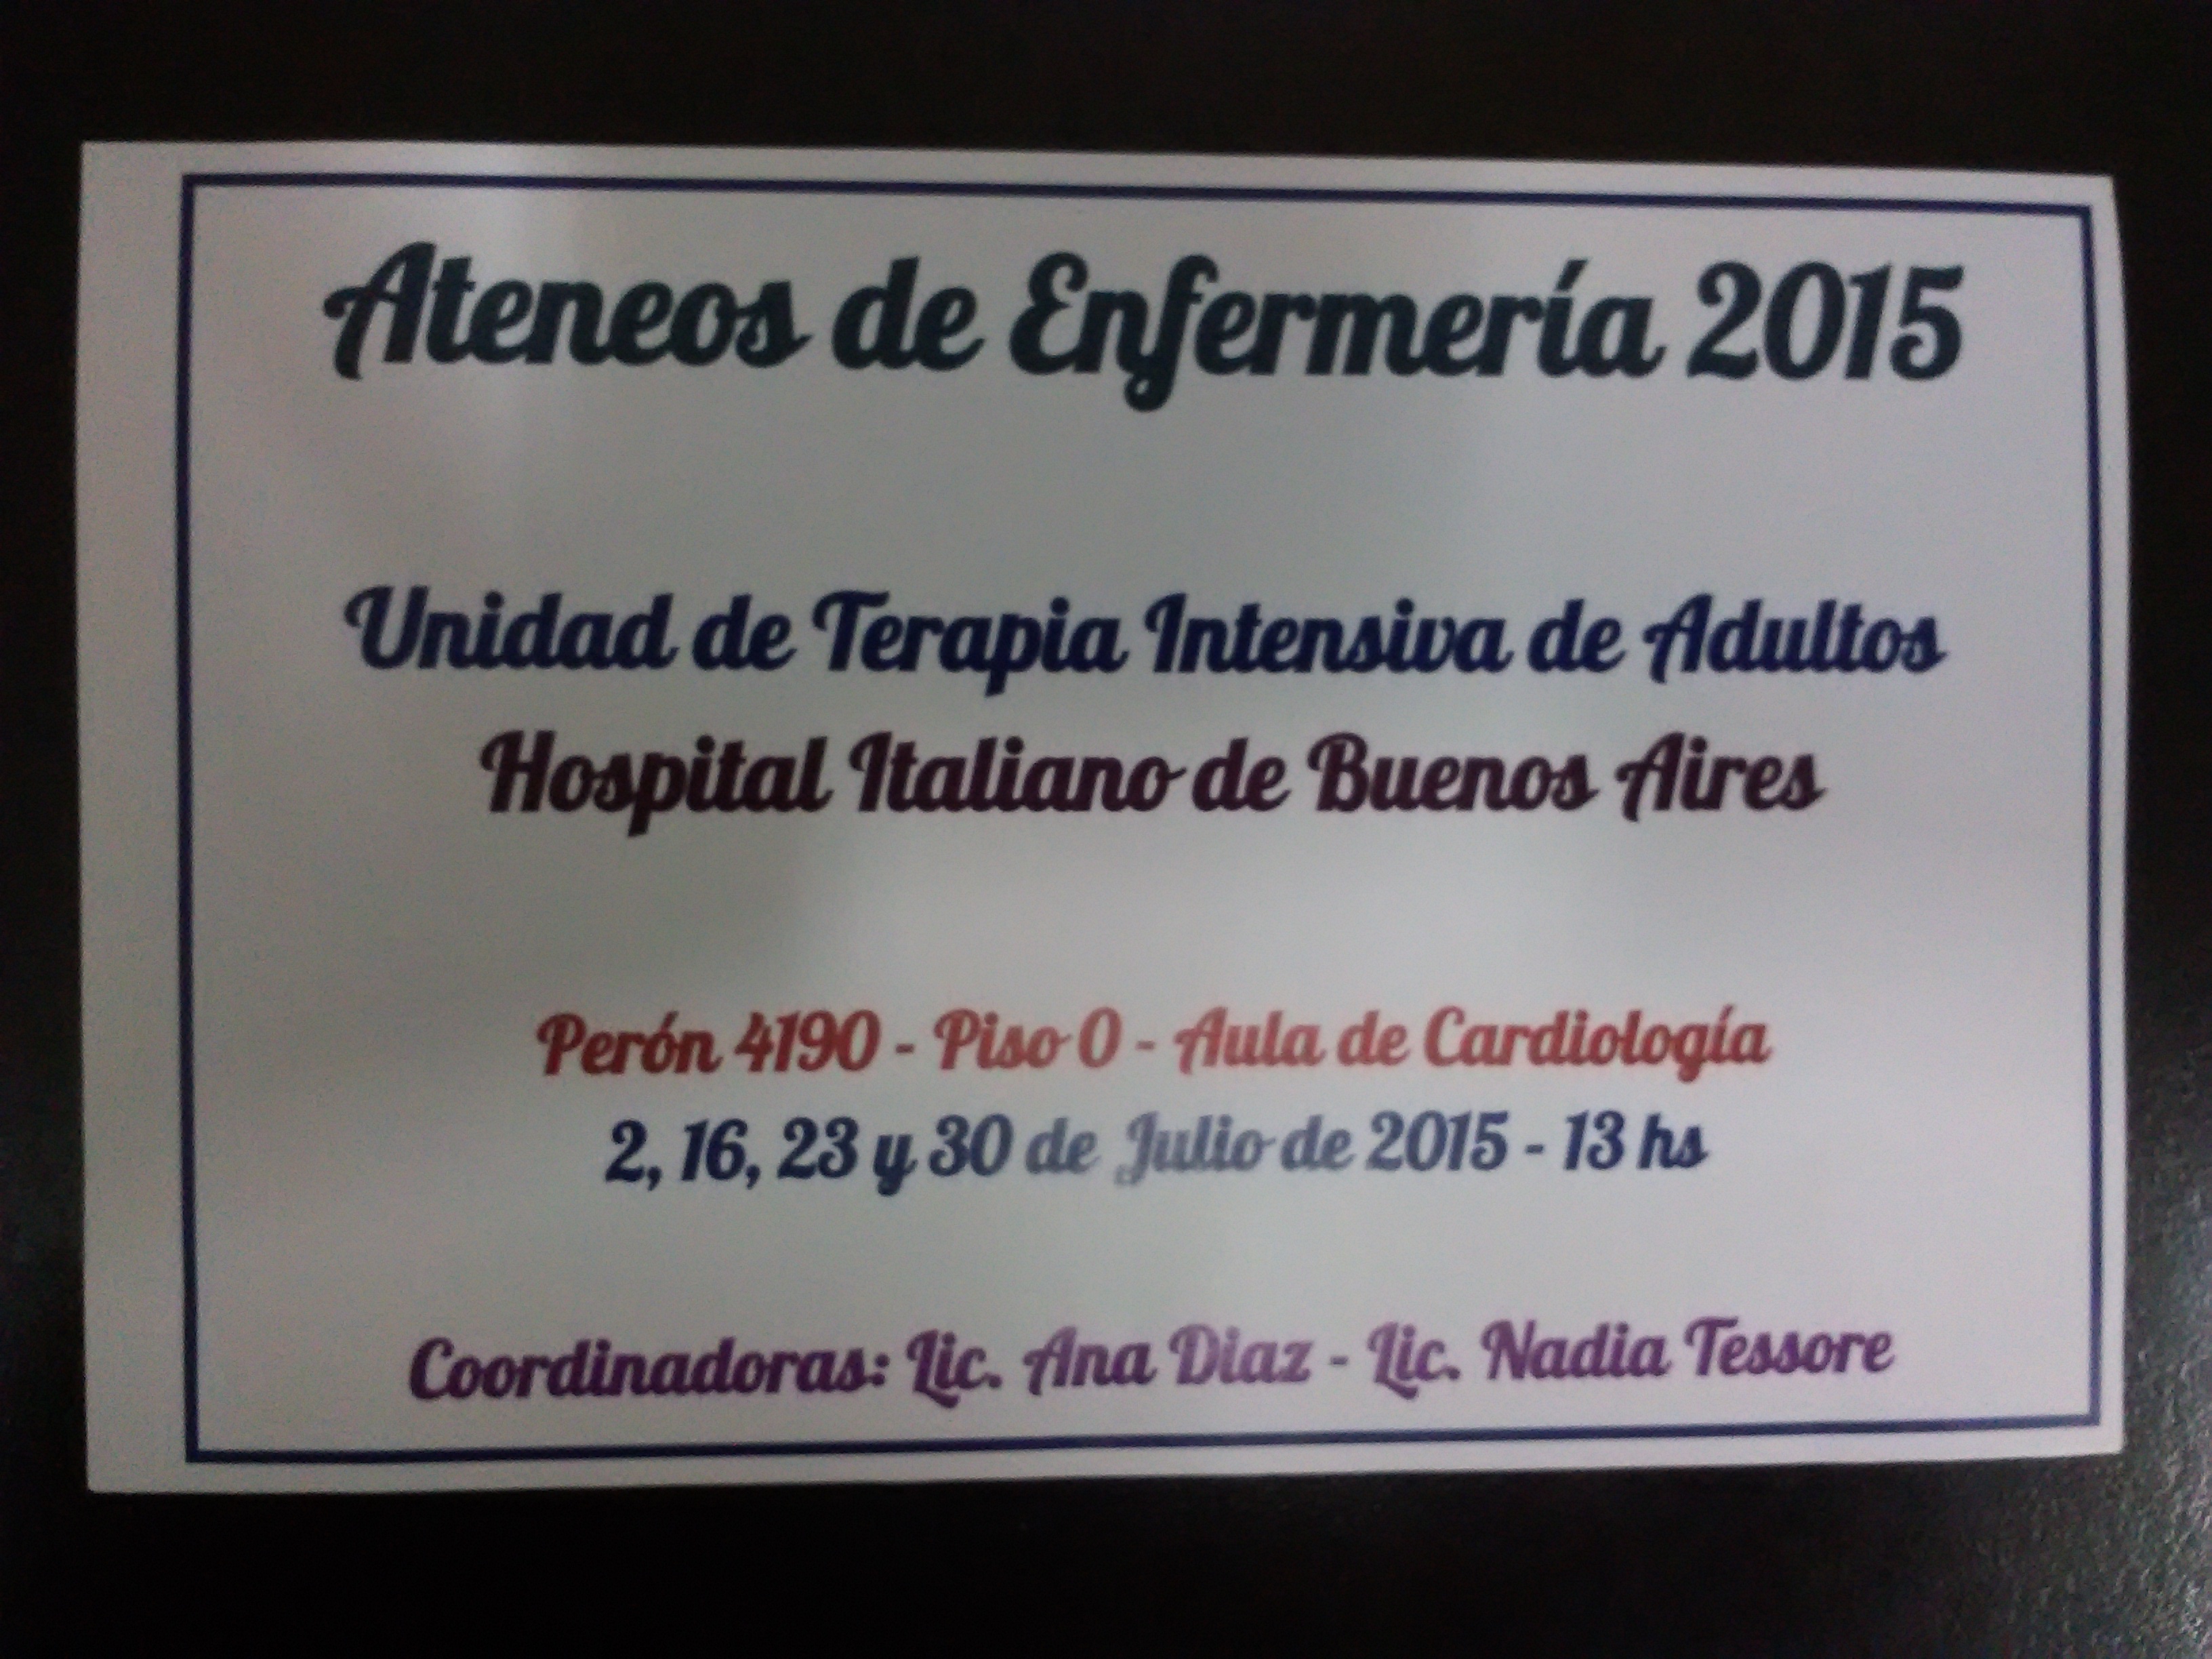 Ateneos de Enfermería 2015
Unidad de Terapia Intensiva de Adultos
Hospital Italiano de Buenos Aires
Perón 4190 - Piso 0 - Aula de Cardiología
2, 16, 23 y 30 de Julio de 2015 - 13 hs
Coordinadoras: Lic. Ana Diaz - Lic. Nadia Tessore